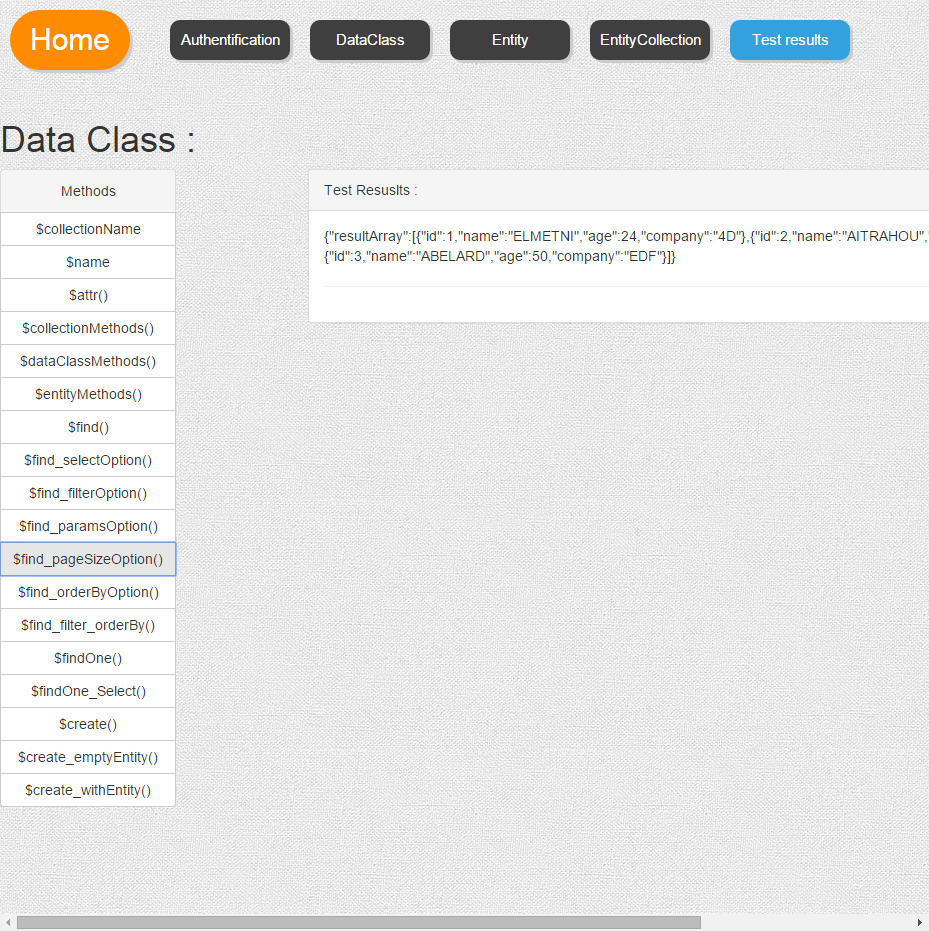 Home
Authentification
DataClass
Entity
EntityCollection
Test results
Data Class :
Methods
$collectionName
$name
$attr()
$collectionMethods()
$dataClassMethods()
$entityMethods()
$find()
$find_selectOption()
$find_filterOption()
$find_paramsOption()
$find_pageSizeOption()
$find_orderByOption()
$find_filter_orderBy()
$findOne()
$findOne_Select()
$create()
$create_emptyEntity()
$create_withEntity()
Test Resuslts :
{"resultArray":[{"id":1,"name":"ELMETNI","age":24,"company":"4D"},{"id":2,"name":"AITRAHOU","
{"id":3,"name":"ABELARD","age":50,"company":"EDF"}]}